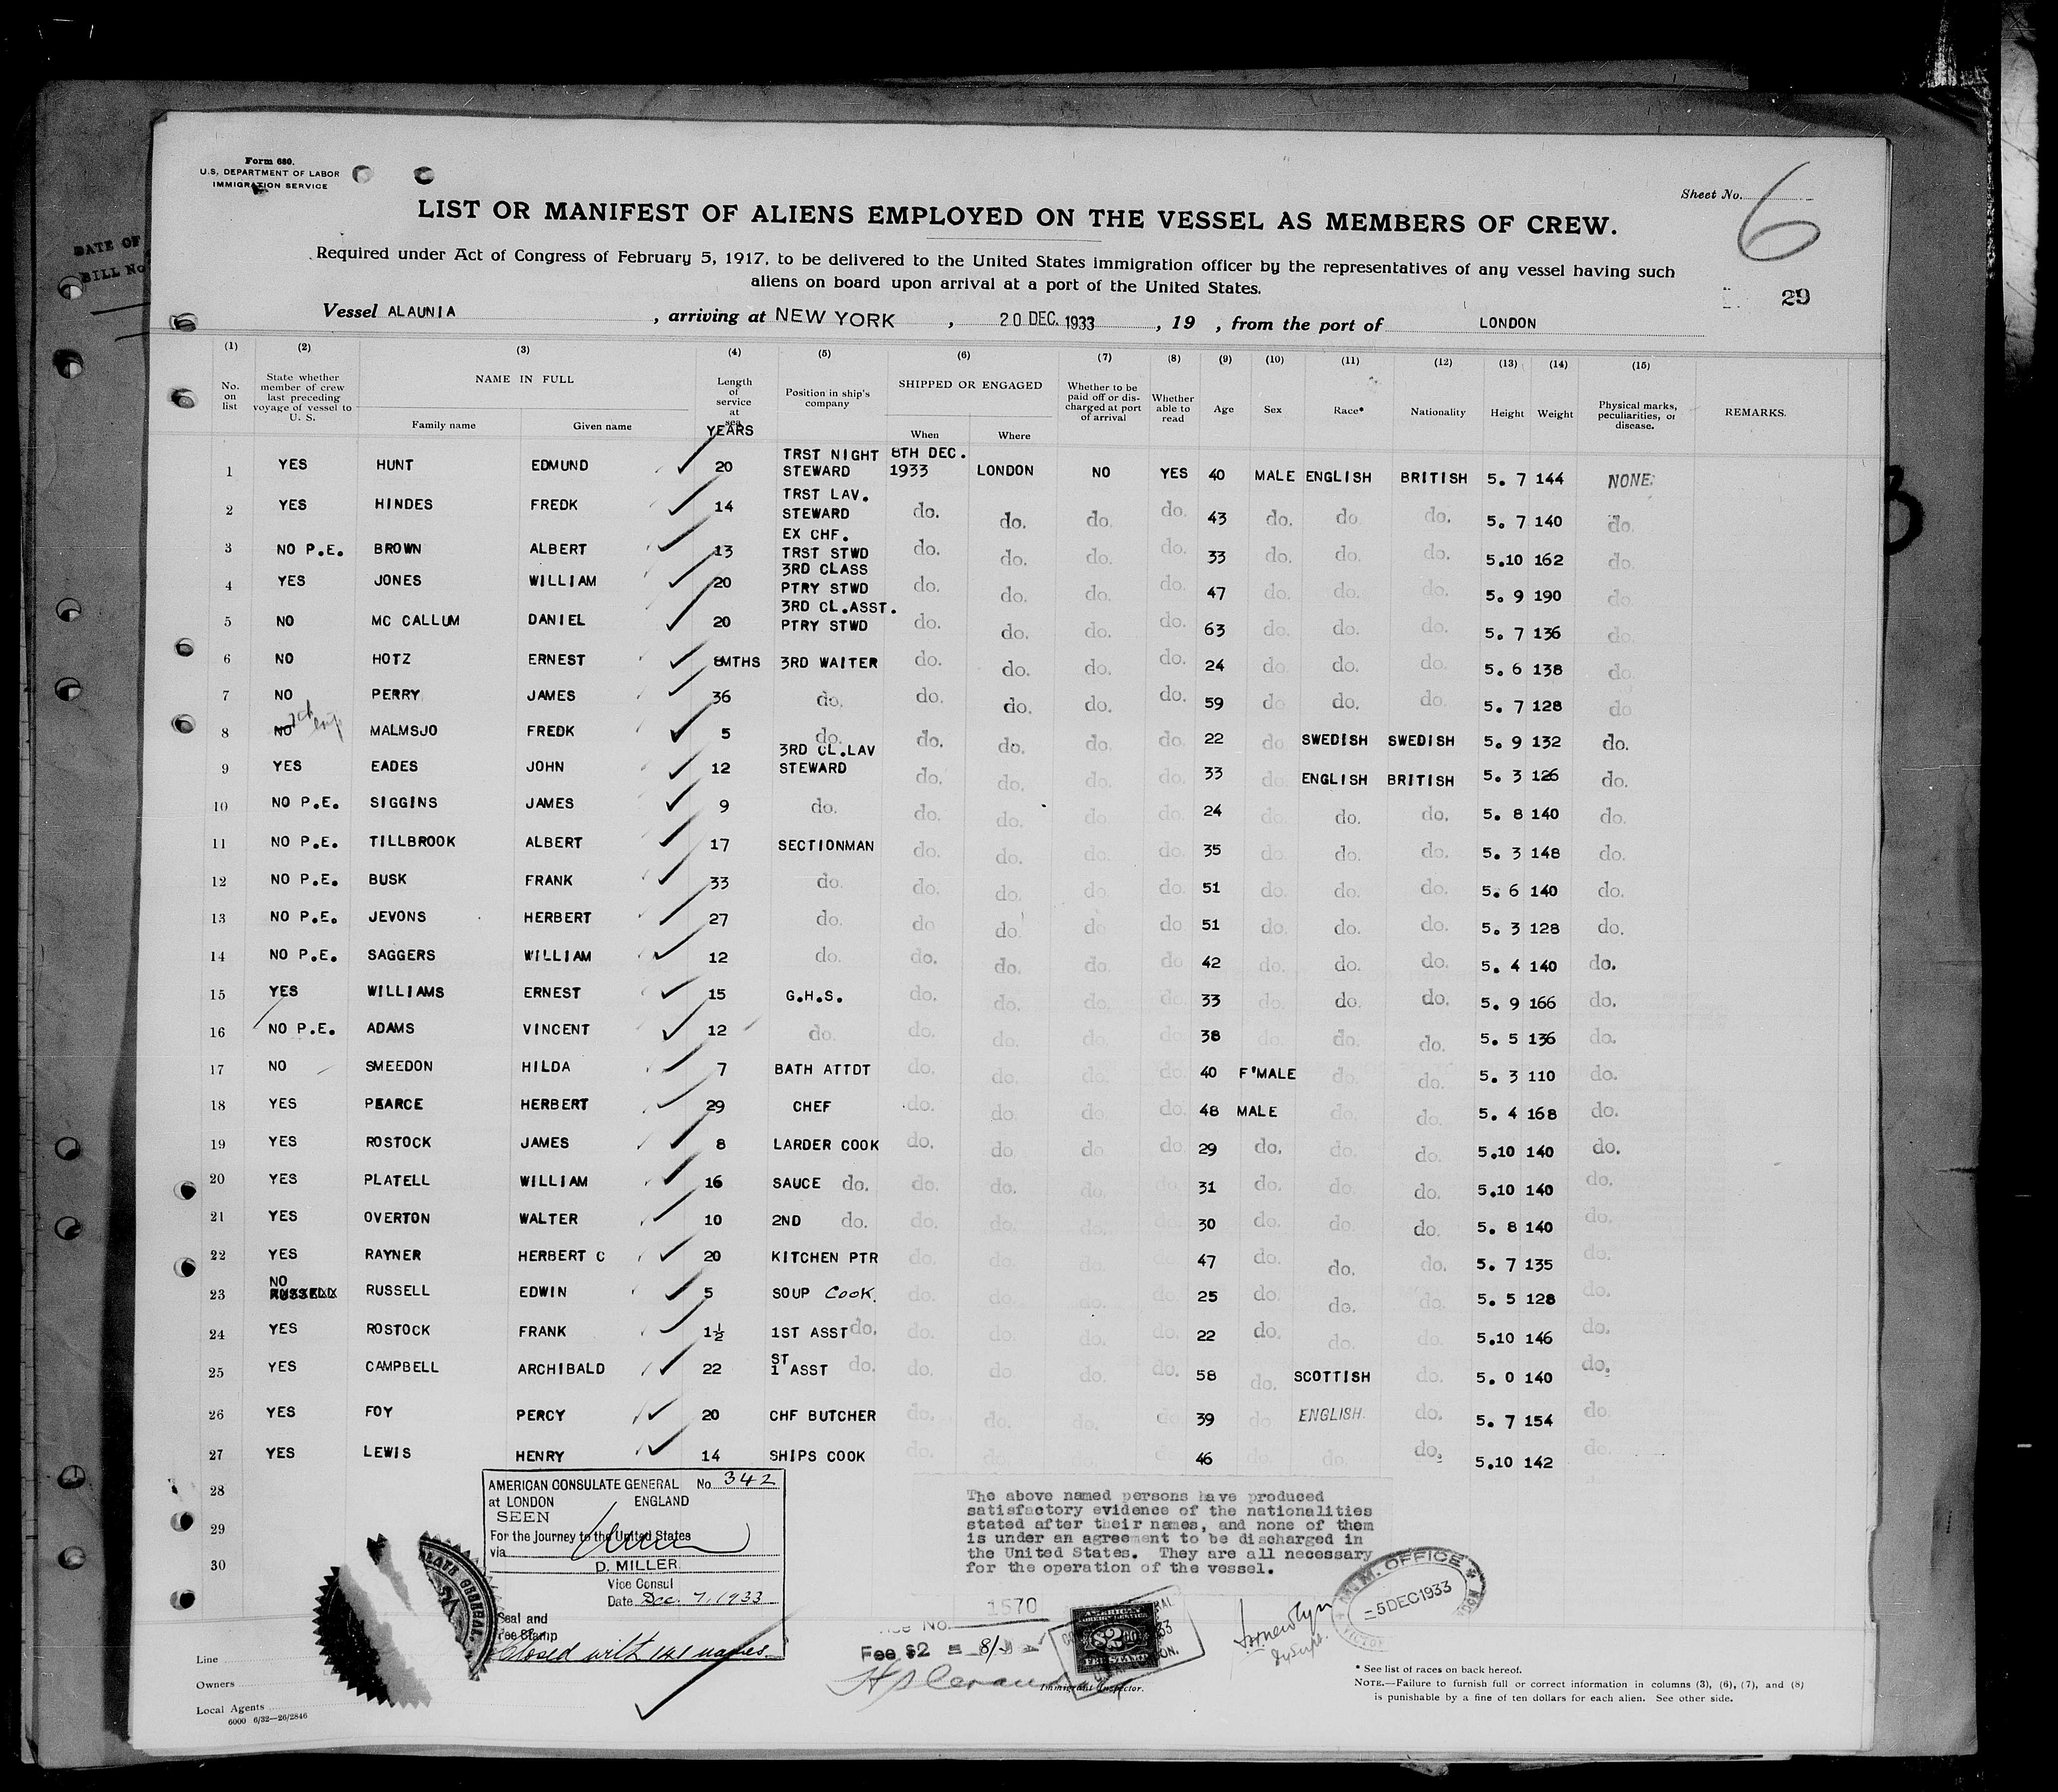 DATE OF
BILL No
Form 680.
U.S. DEPARTMENT OF LABOR
IMMIGRATION SERVICE
Sheet No. 6
LIST OR MANIFEST OF ALIENS EMPLOYED ON THE VESSEL AS MEMBERS OF CREW.
Required under Act of Congress of February 5, 1917, to be delivered to the United States immigration officer by the representatives of any vessel having such
aliens on board upon arrival at a port of the United States.
29
Vessel ALAUNIA, arriving at NEW YORK, 20 DEC. 1933, 19 , from the port of LONDON
(1) (2) (3) (4) (5) (6) (7) (8) (9) (10) (11) (12) (13) (14) (15)
No. on list State whether member of crew last preceding voyage of vessel to U. S. NAME IN FULL Family name Given name Length of service at sea YEARS Position in ship's company SHIPPED OR ENGAGED When Where Whether to be paid off or discharged at port of arrival Whether able to read Age Sex Race* Nationality Height Weight Physical marks, peculiarities, or disease. REMARKS.
1 YES HUNT EDMUND 20 TRST NIGHT STEWARD 8TH DEC. 1933 LONDON NO YES 40 MALE ENGLISH BRITISH 5. 7 144 NONE.
2 YES HINDES FREDK 14 TRST LAV. STEWARD do. do. do. do. 43 do. do. do. 5. 7 140 do.
3 NO P.E. BROWN ALBERT 13 EX CHF. TRST STWD do. do. do. do. 33 do. do. do. 5.10 162 do.
4 YES JONES WILLIAM 20 3RD CLASS PTRY STWD do. do. do. do. 47 do. do. do. 5. 9 190 do.
5 NO MC CALLUM DANIEL 20 3RD CL.ASST. PTRY STWD do. do. do. do. 63 do. do. do. 5. 7 136 do.
6 NO HOTZ ERNEST 8MTHS 3RD WAITER do. do. do. do. 24 do. do. do. 5. 6 138 do.
7 NO PERRY JAMES 36 do. do. do. do. do. 59 do do. do. 5. 7 128 do
8 NO MALMSJO FREDK 5 do. do. do. do. do. 22 do SWEDISH SWEDISH 5. 9 132 do.
9 YES EADES JOHN 12 3RD CL.LAV STEWARD do. do. do. do. 33 do ENGLISH BRITISH 5. 3 126 do.
10 NO P.E. SIGGINS JAMES 9 do. do. do. do. do. 24 do. do. do. 5. 8 140 do.
11 NO P.E. TILLBROOK ALBERT 17 SECTIONMAN do. do. do. do. 35 do. do. do. 5. 3 148 do.
12 NO P.E. BUSK FRANK 33 do. do. do. do do. 51 do. do. do. 5. 6 140 do.
13 NO P.E. JEVONS HERBERT 27 do. do do. do do 51 do. do. do. 5. 3 128 do.
14 NO P.E. SAGGERS WILLIAM 12 do. do. do. do. do. 42 do. do. do. 5. 4 140 do.
15 YES WILLIAMS ERNEST 15 G.H.S. do. do. do. do. 33 do. do. do. 5. 9 166 do.
16 NO P.E. ADAMS VINCENT 12 do. do. do. do. do. 38 do. do. do. 5. 5 136 do.
17 NO SMEEDON HILDA 7 BATH ATTDT do. do. do. do. 40 F'MALE do. do. 5. 3 110 do.
18 YES PEARCE HERBERT 29 CHEF do. do. do. do. 48 MALE do. do. 5. 4 168 do.
19 YES ROSTOCK JAMES 8 LARDER COOK do. do. do. do. 29 do. do. do. 5.10 140 do.
20 YES PLATELL WILLIAM 16 SAUCE do. do. do. do. do. 31 do. do. do. 5.10 140 do.
21 YES OVERTON WALTER 10 2ND do. do. do. do. do. 30 do. do. do. 5. 8 140 do.
22 YES RAYNER HERBERT C 20 KITCHEN PTR do. do. do. do. 47 do. do. do. 5. 7 135 do.
23 NO RUSSELL RUSSELL EDWIN 5 SOUP COOK. do. do. do. do. 25 do. do. do. 5. 5 128 do.
24 YES ROSTOCK FRANK 1½ 1ST ASST do. do. do. do. do. 22 do. do. do. 5.10 146 do.
25 YES CAMPBELL ARCHIBALD 22 1ST ASST do. do. do. do. do. 58 do. SCOTTISH do. 5. 0 140 do.
26 YES FOY PERCY 20 CHF BUTCHER do. do. do. do 39 do ENGLISH. do. 5. 7 154 do.
27 YES LEWIS HENRY 14 SHIPS COOK do. do. do. do. 46 do. do. do. 5.10 142 do.
28
29
30
AMERICAN CONSULATE GENERAL No. 342
at LONDON ENGLAND
SEEN
For the journey to the United States
via
D. MILLER.
Vice Consul
Date Dec. 7, 1933
Seal and
Fee Stamp
Closed with 141 names.
The above named persons have produced
satisfactory evidence of the nationalities
stated after their names, and none of them
is under an agreement to be discharged in
the United States. They are all necessary
for the operation of the vessel.
M.M. OFFICE
5 DEC 1933
1570
No.
Fee $2 = 8/
AMERICAN
FOREIGN SERVICE
$2
FEE STAMP
Immigrant Inspector.
Line
Owners
Local Agents
6000 6/32—26/2846
* See list of races on back hereof.
NOTE.—Failure to furnish full or correct information in columns (3), (6), (7), and (8)
is punishable by a fine of ten dollars for each alien. See other side.